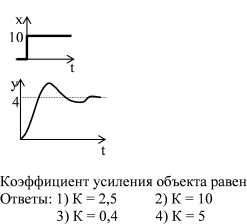 x
10
t
y
4
t
Коэффициент усиления объекта равен
Ответы: 1) K = 2,5 2) K = 10
3) K = 0,4 4) K = 5